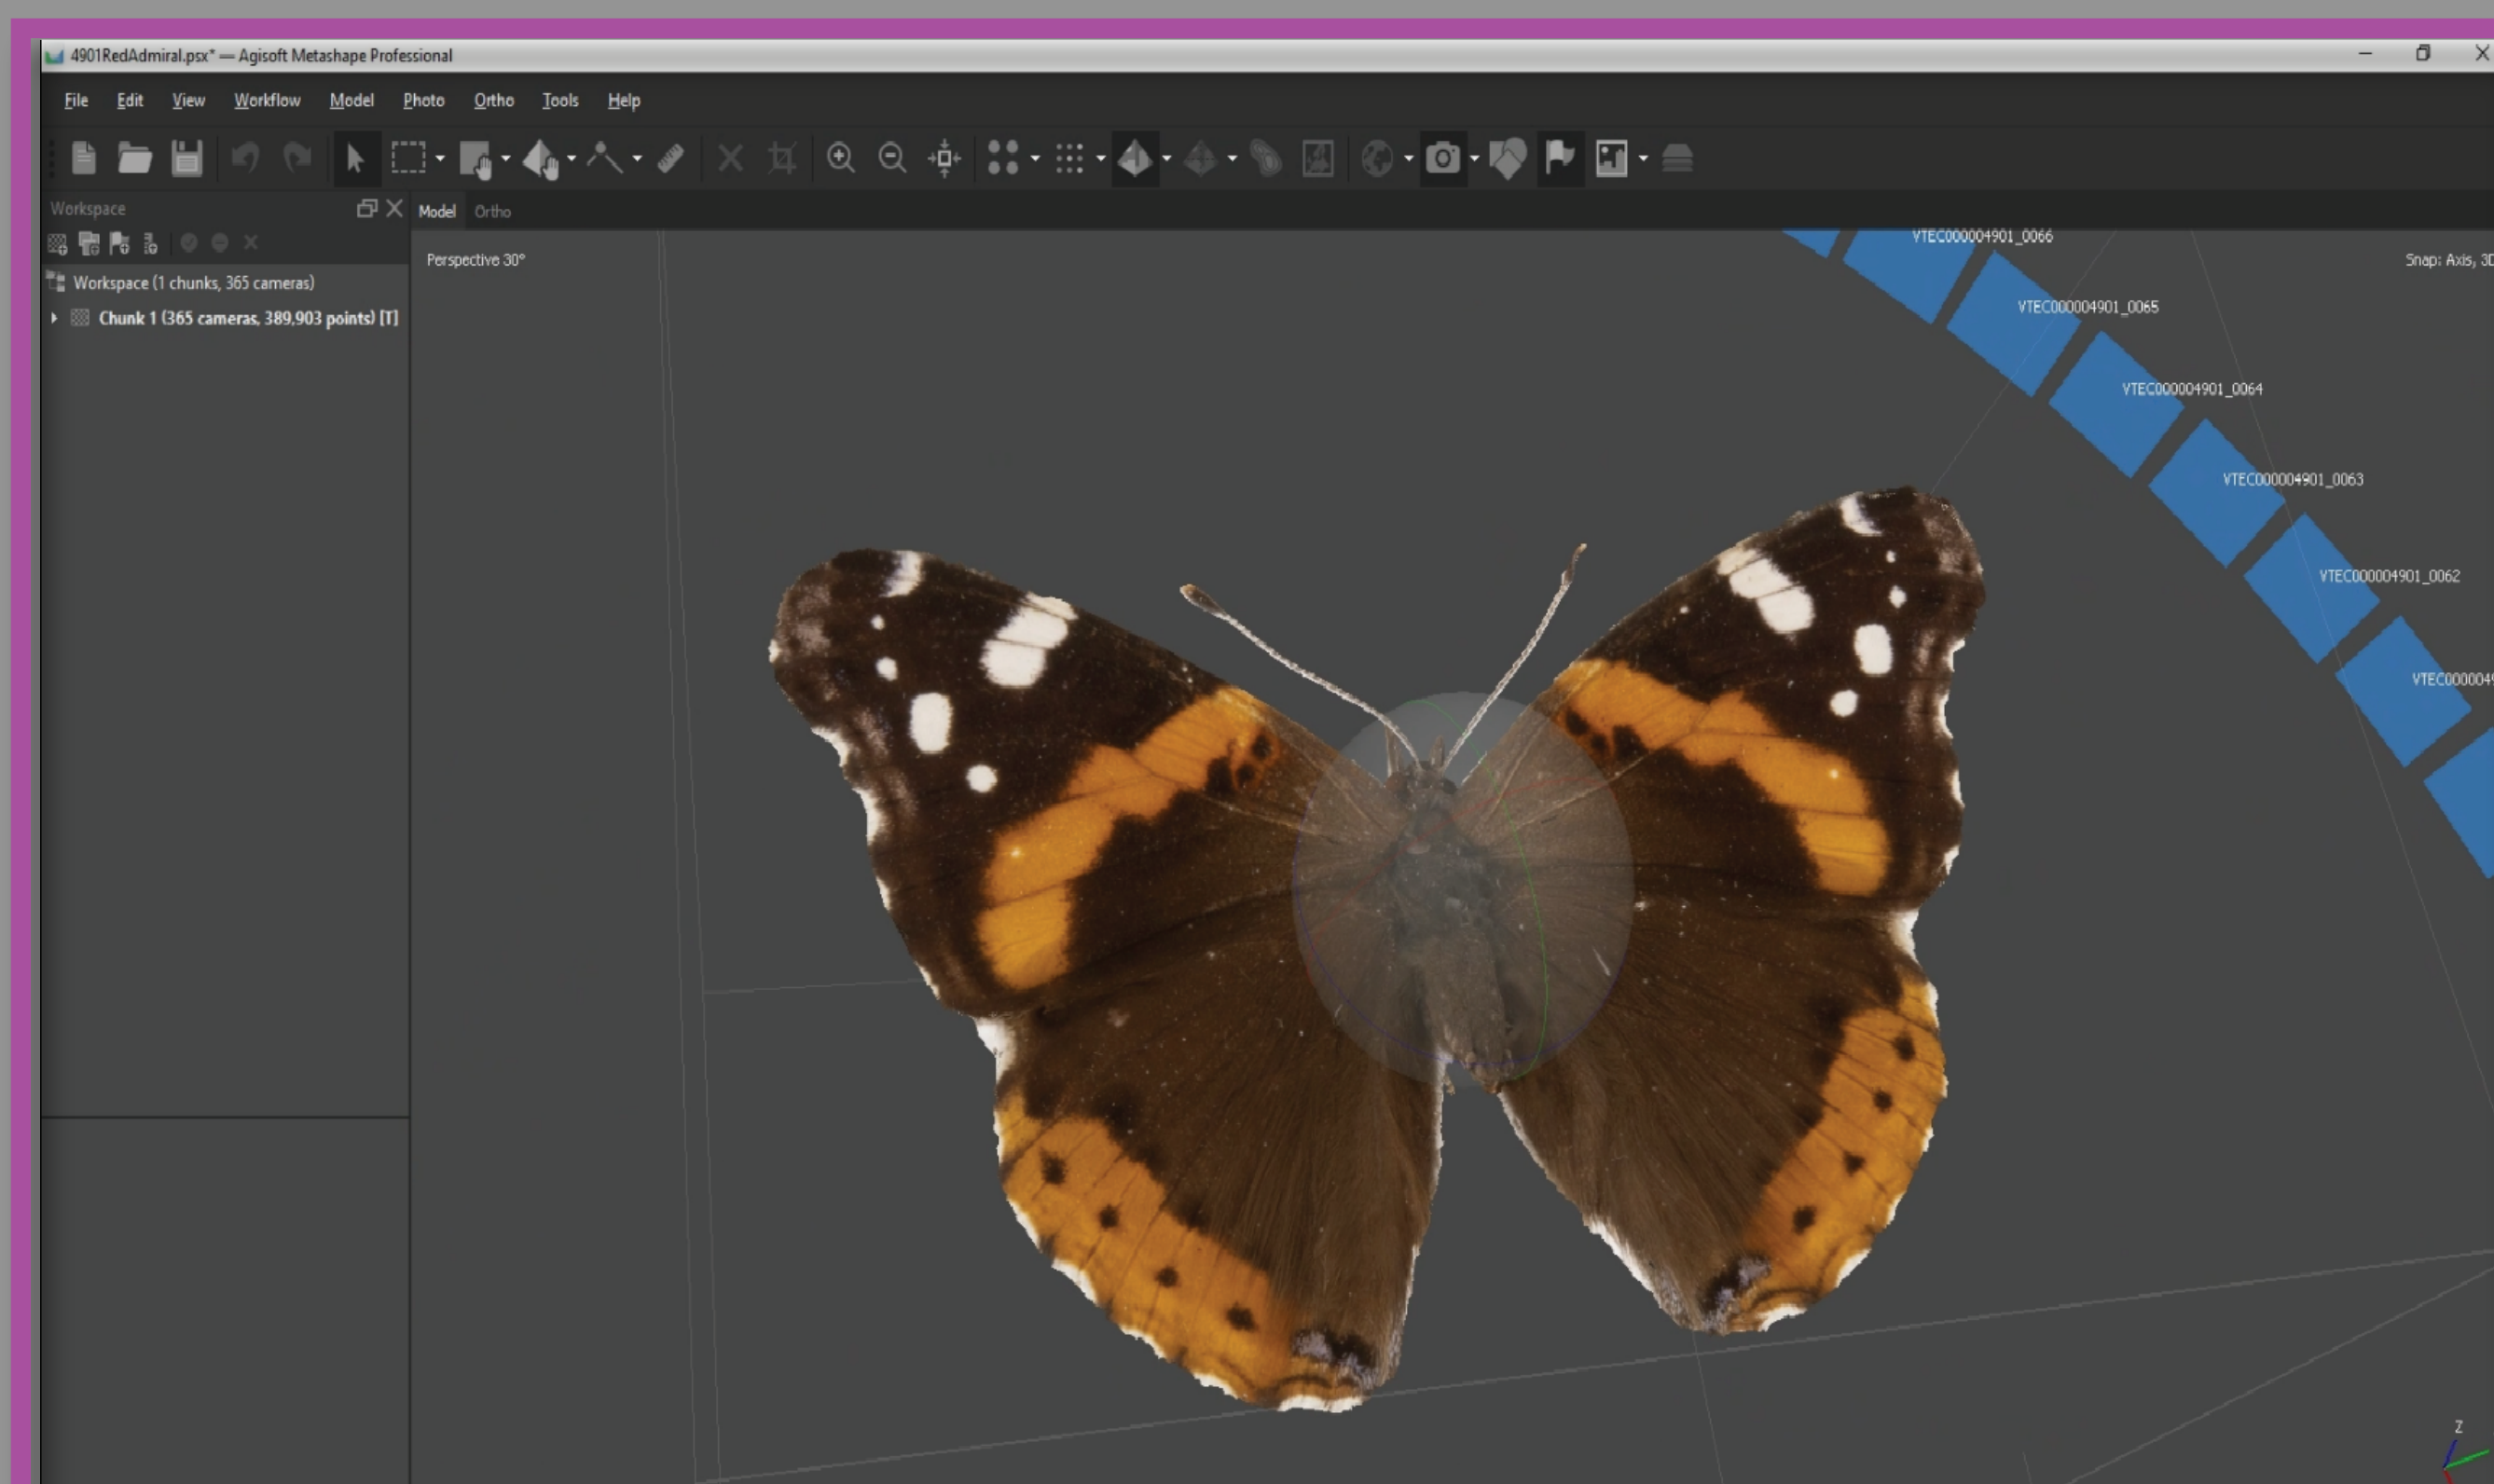 4901RedAdmiral.psx* — Agisoft Metashape Professional
File Edit View Workflow Model Photo Ortho Tools Help
Workspace
Model Ortho
Perspective 30°
Snap: Axis, 3D
Workspace (1 chunks, 365 cameras)
Chunk 1 (365 cameras, 389,903 points) [T]
VTEC000004901_0066
VTEC000004901_0065
VTEC000004901_0064
VTEC000004901_0063
VTEC000004901_0062
VTEC000004
Z